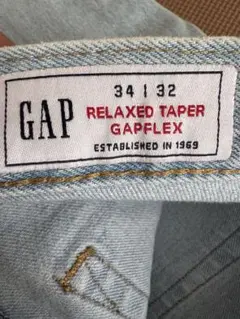 34 | 32
GAP
RELAXED TAPER
GAPFLEX
ESTABLISHED IN 1969